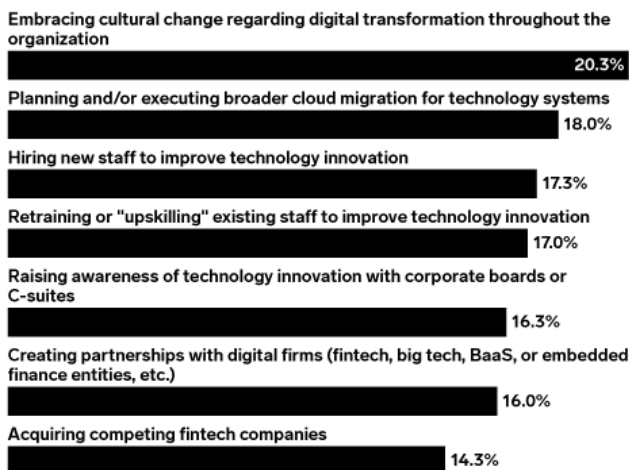 Embracing cultural change regarding digital transformation throughout the
organization
20.3%
Planning and/or executing broader cloud migration for technology systems
18.0%
Hiring new staff to improve technology innovation
17.3%
Retraining or "upskilling" existing staff to improve technology innovation
17.0%
Raising awareness of technology innovation with corporate boards or
C-suites
16.3%
Creating partnerships with digital firms (fintech, big tech, BaaS, or embedded
finance entities, etc.)
16.0%
Acquiring competing fintech companies
14.3%